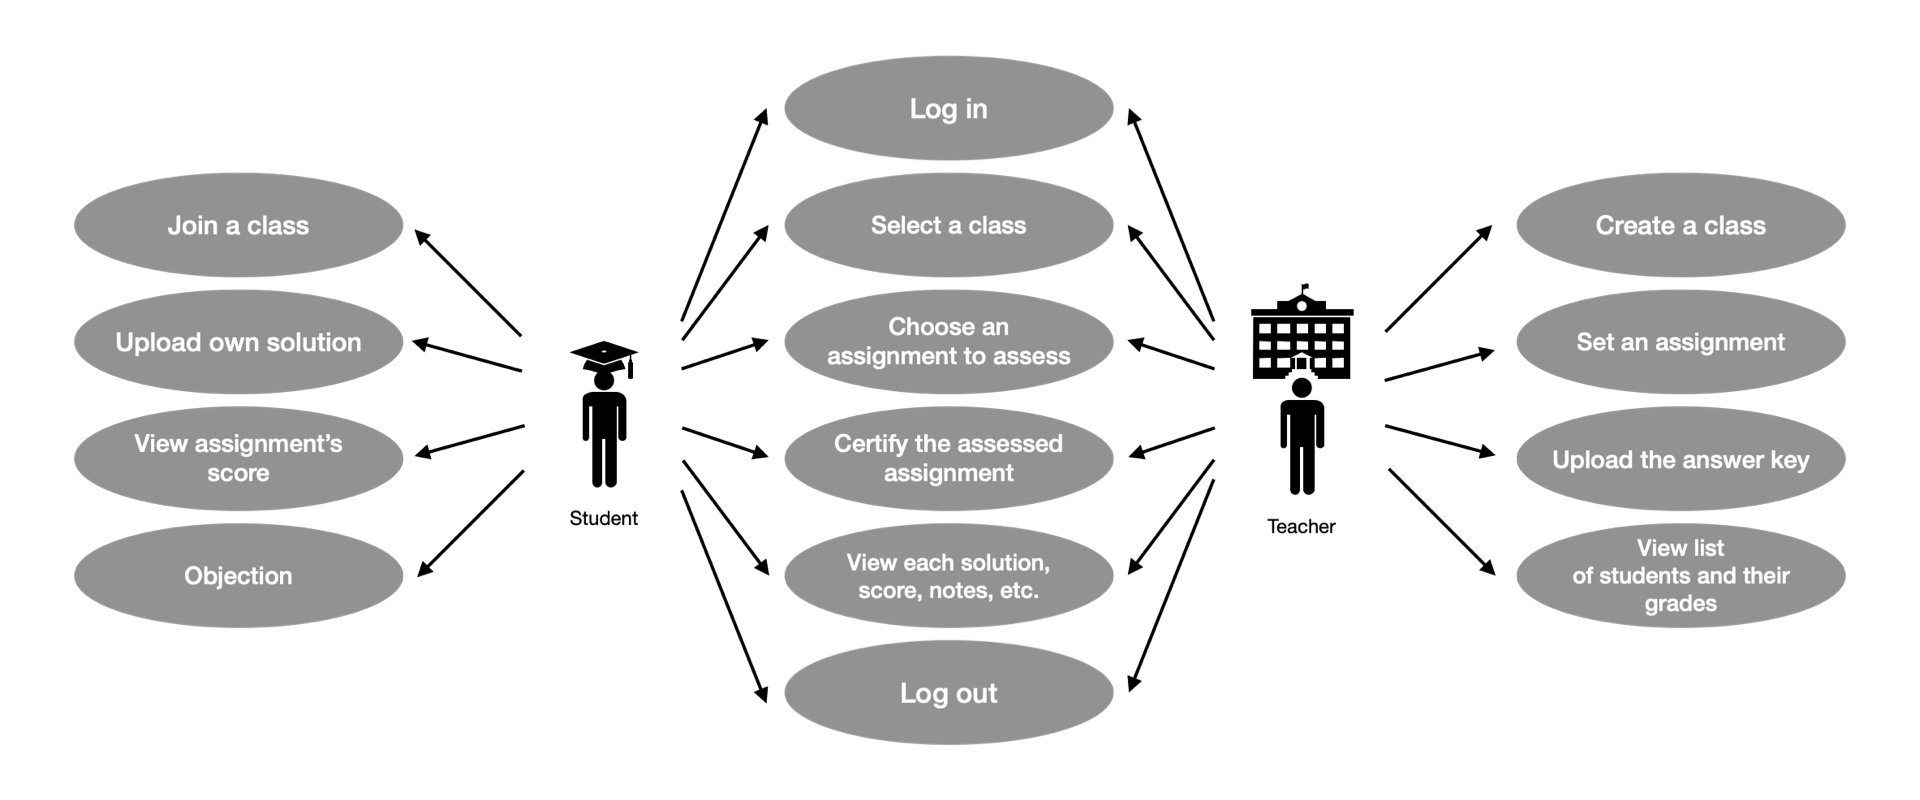 Join a class
Upload own solution
View assignment’s
score
Objection
Student
Log in
Select a class
Choose an
assignment to assess
Certify the assessed
assignment
View each solution,
score, notes, etc.
Log out
Teacher
Create a class
Set an assignment
Upload the answer key
View list
of students and their
grades